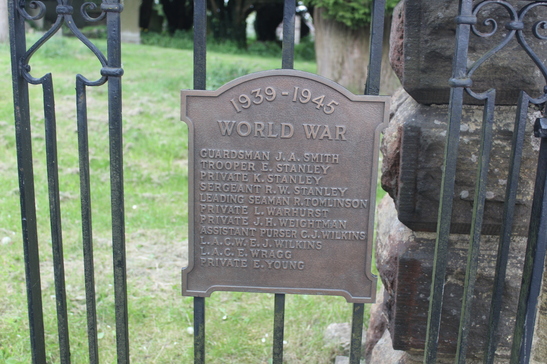 1939-1945
WORLD WAR
GUARDSMAN J.A. SMITH
TROOPER E. STANLEY
PRIVATE K. STANLEY
SERGEANT R.W. STANLEY
LEADING SEAMAN R. TOMLINSON
PRIVATE L. WARHURST
PRIVATE J.H. WEIGHTMAN
ASSISTANT PURSER C.J. WILKINS
L.A.C.W. E.J. WILKINS
L.A.C. E. WRAGG
PRIVATE E. YOUNG